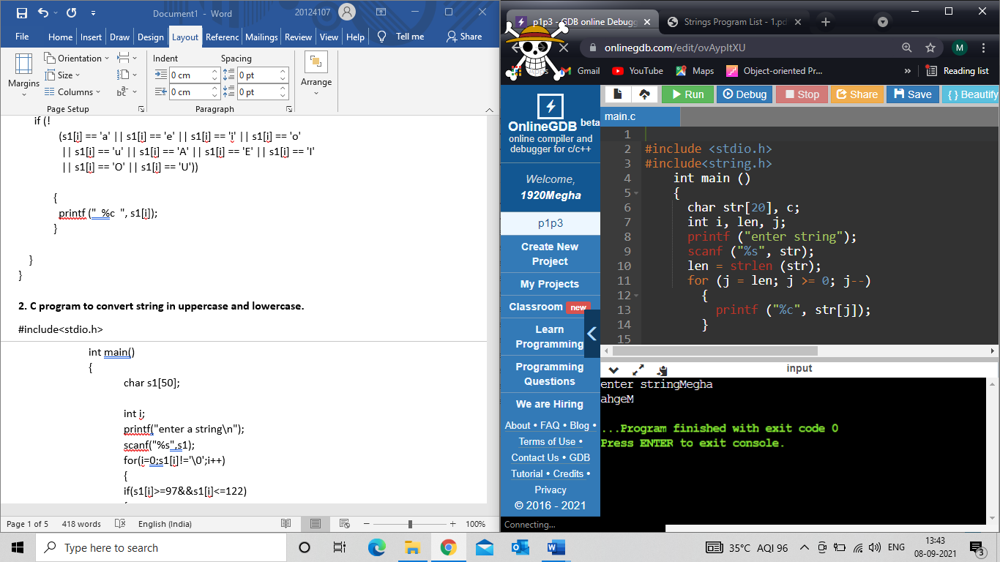 Document1 - Word
20124107
File Home Insert Draw Design Layout Referenc Mailings Review View Help Tell me Share
Margins
Orientation
Size
Columns
Page Setup
Indent
0 cm
0 cm
Spacing
0 pt
0 pt
Paragraph
Arrange
if (!
(s1[i] == 'a' || s1[i] == 'e' || s1[i] == 'i' || s1[i] == 'o'
|| s1[i] == 'u' || s1[i] == 'A' || s1[i] == 'E' || s1[i] == 'I'
|| s1[i] == 'O' || s1[i] == 'U'))
{
printf ("  %c  ", s1[i]);
}
}
}
2. C program to convert string in uppercase and lowercase.
#include<stdio.h>
int main()
{
char s1[50];
int i;
printf("enter a string\n");
scanf("%s",s1);
for(i=0;s1[i]!='\0';i++)
{
if(s1[i]>=97&&s1[i]<=122)
Page 1 of 5 418 words English (India) 100%
p1p3 - GDB online Debugg
Strings Program List - 1.pd
onlinegdb.com/edit/ovAypItXU
M
Apps Gmail YouTube Maps Object-oriented Pr... » Reading list
OnlineGDB beta
online compiler and
debugger for c/c++
Welcome,
1920Megha
p1p3
Create New
Project
My Projects
Classroom new
Learn
Programming
Programming
Questions
We are Hiring
About • FAQ • Blog •
Terms of Use •
Contact Us • GDB
Tutorial • Credits •
Privacy
© 2016 - 2021
Connecting...
Run Debug Stop Share Save { } Beautify
main.c
1
2 #include <stdio.h>
3 #include<string.h>
4 int main ()
5 {
6 char str[20], c;
7 int i, len, j;
8 printf ("enter string");
9 scanf ("%s", str);
10 len = strlen (str);
11 for (j = len; j >= 0; j--)
12 {
13 printf ("%c", str[j]);
14 }
15
input
enter stringMegha
ahgeM
...Program finished with exit code 0
Press ENTER to exit console.
Type here to search
35°C AQI 96
ENG
13:43
08-09-2021
3